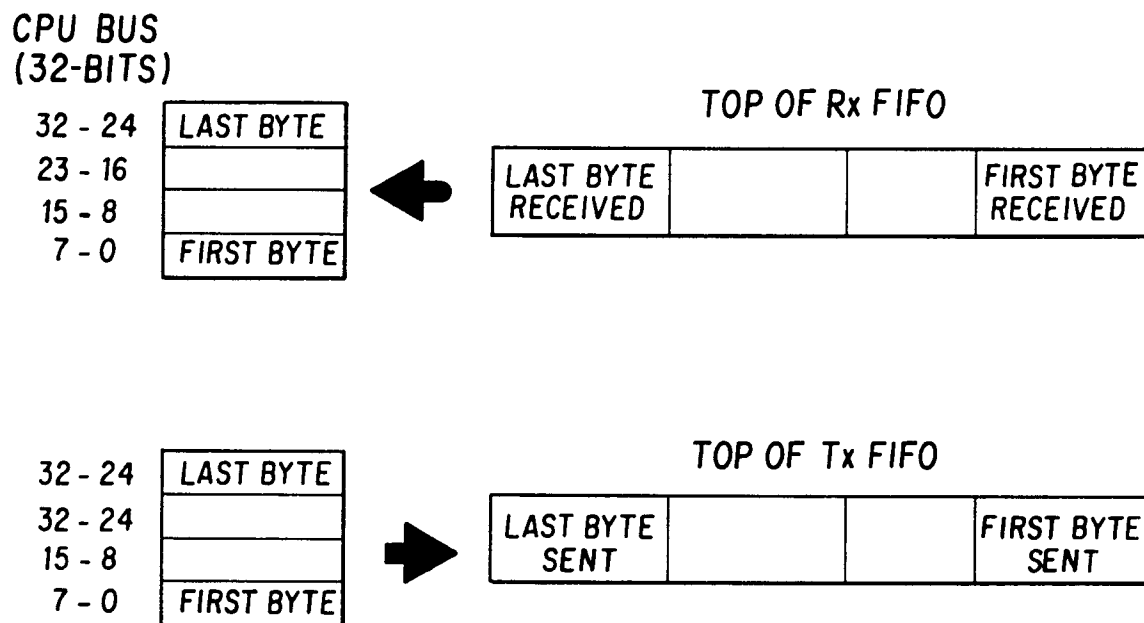 CPU BUS
(32-BITS)
TOP OF Rx FIFO
32 - 24 LAST BYTE
23 - 16
15 - 8
7 - 0 FIRST BYTE
LAST BYTE
RECEIVED
FIRST BYTE
RECEIVED
TOP OF Tx FIFO
32 - 24 LAST BYTE
32 - 24
15 - 8
7 - 0 FIRST BYTE
LAST BYTE
SENT
FIRST BYTE
SENT